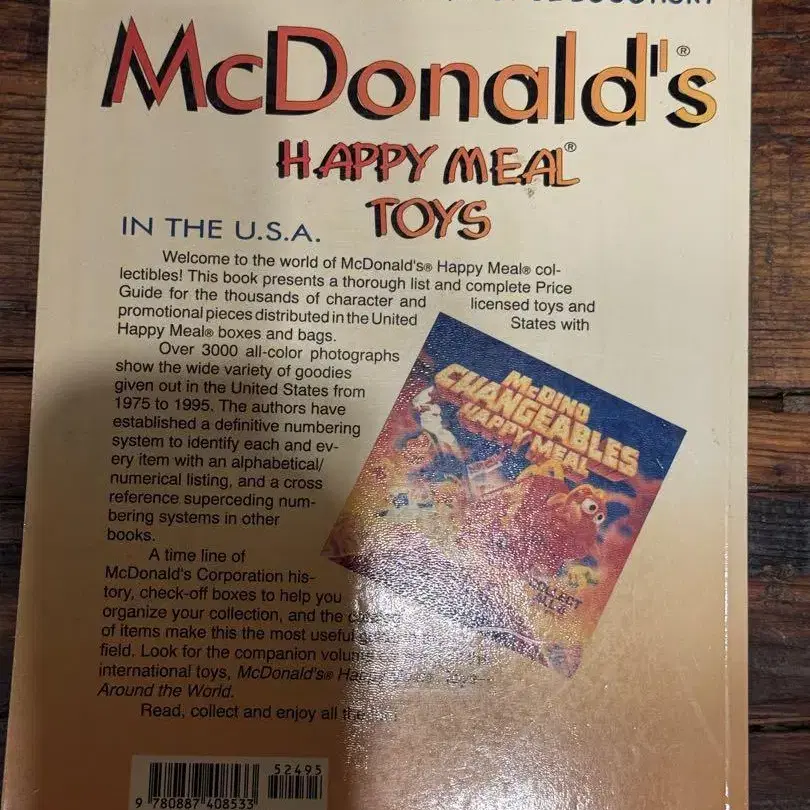 McDonald's®
HAPPY MEAL®
TOYS
IN THE U.S.A.
Welcome to the world of McDonald's® Happy Meal® col-
lectibles! This book presents a thorough list and complete Price
Guide for the thousands of character and licensed toys and
promotional pieces distributed in the United States with
Happy Meal® boxes and bags.
Over 3000 all-color photographs
show the wide variety of goodies
given out in the United States from
1975 to 1995. The authors have
established a definitive numbering
system to identify each and ev-
ery item with an alphabetical/
numerical listing, and a cross
reference superceding num-
bering systems in other
books.
A time line of
McDonald's Corporation his-
tory, check-off boxes to help you
organize your collection, and the
of items make this the most useful
field. Look for the companion volume
international toys, McDonald's® Happy
Around the World.
Read, collect and enjoy all the
McDINO
CHANGEABLES
HAPPY MEAL
COLLECT
ALL
52495
9 780887 408533